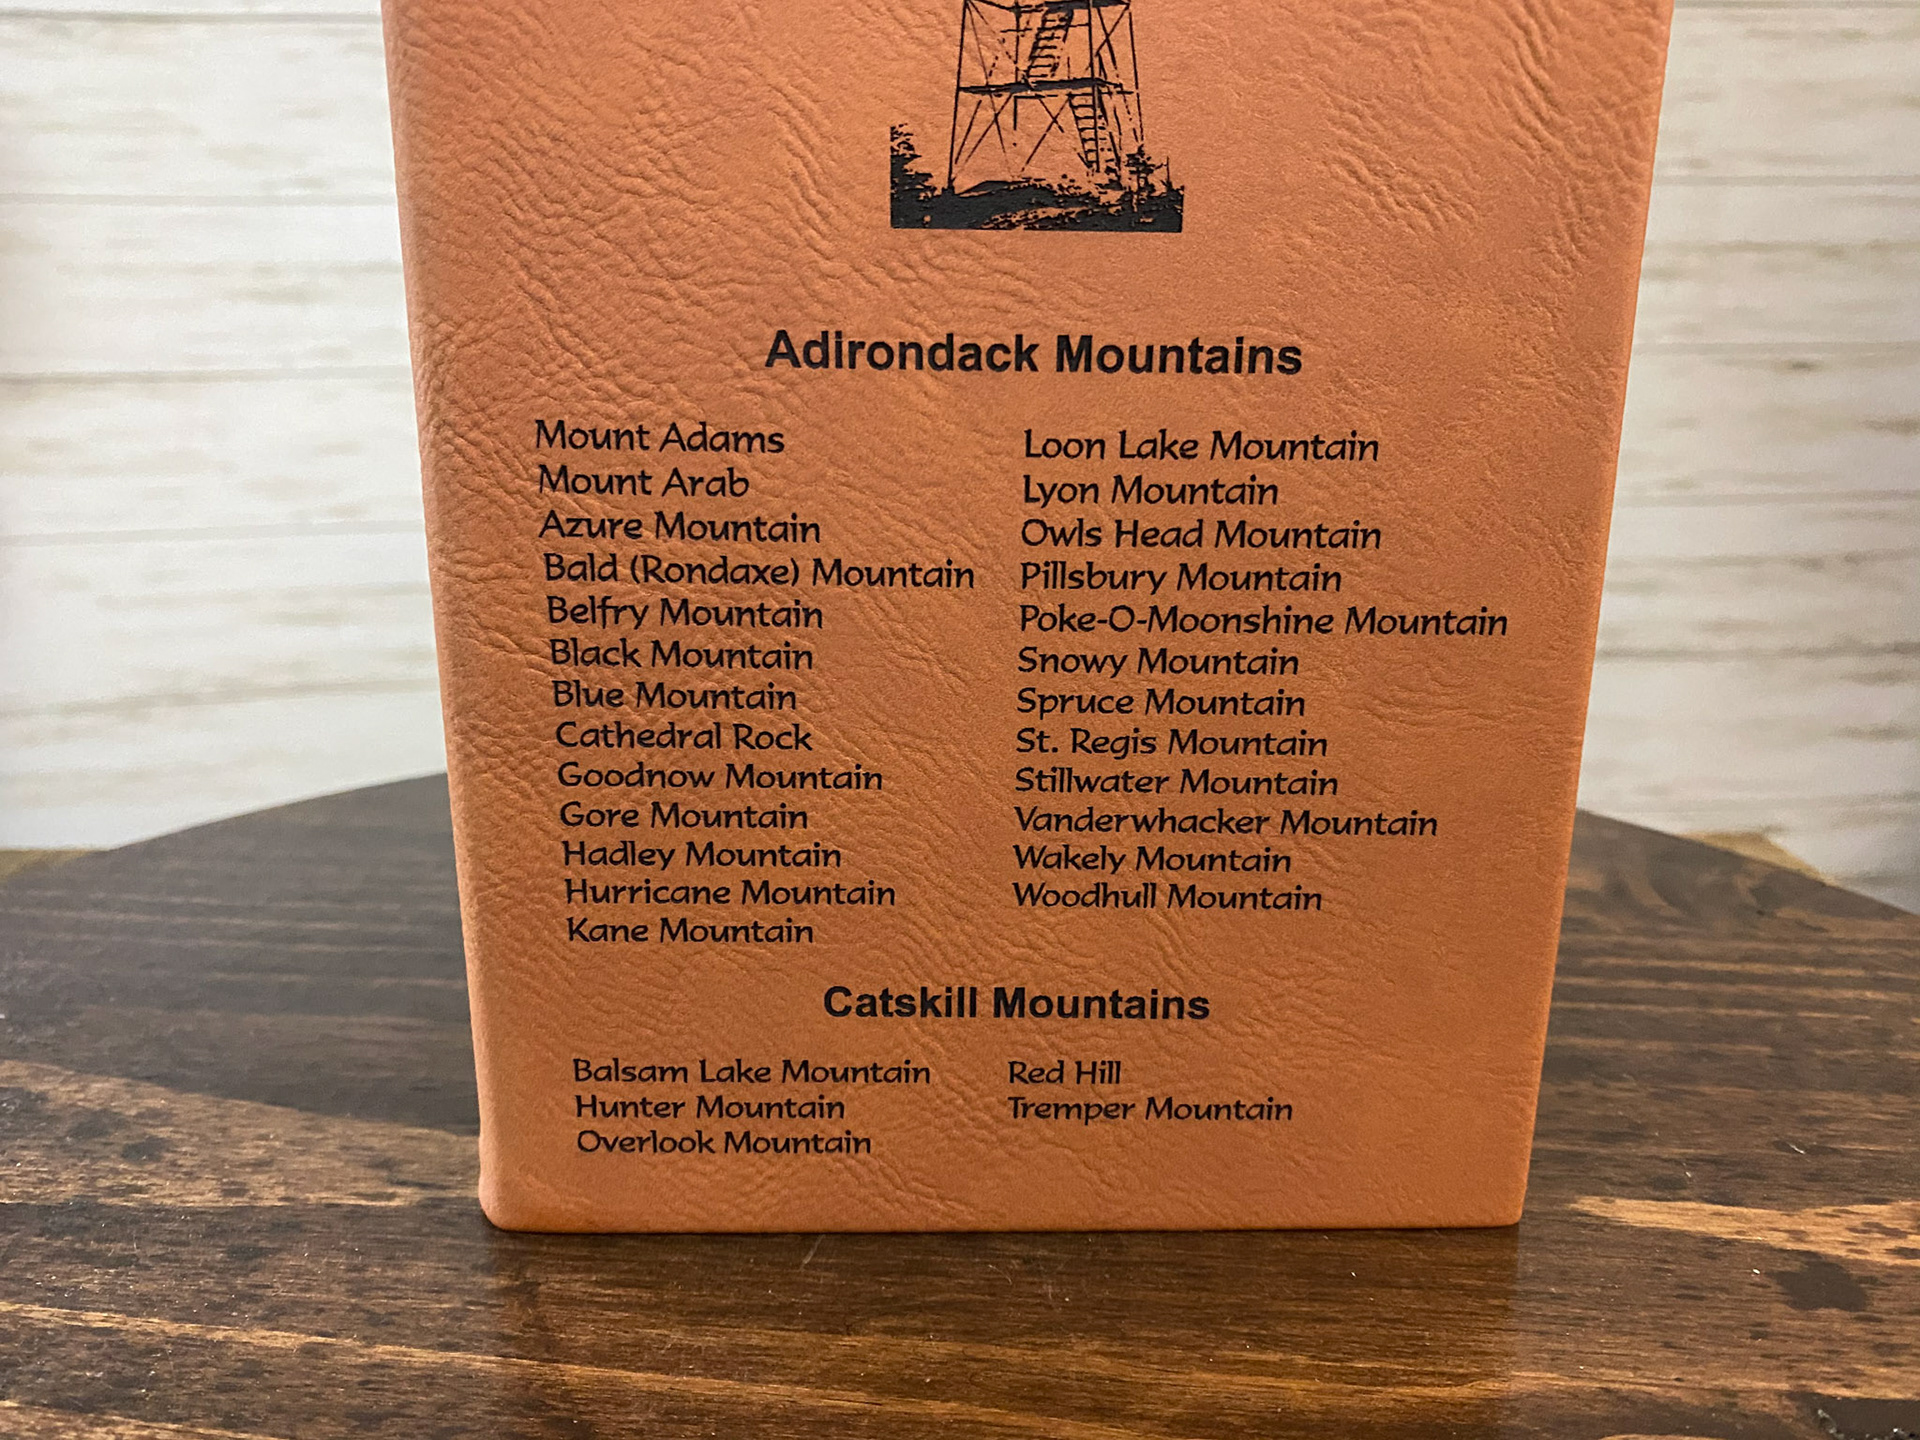 Adirondack Mountains
Mount Adams
Mount Arab
Azure Mountain
Bald (Rondaxe) Mountain
Belfry Mountain
Black Mountain
Blue Mountain
Cathedral Rock
Goodnow Mountain
Gore Mountain
Hadley Mountain
Hurricane Mountain
Kane Mountain
Loon Lake Mountain
Lyon Mountain
Owls Head Mountain
Pillsbury Mountain
Poke-O-Moonshine Mountain
Snowy Mountain
Spruce Mountain
St. Regis Mountain
Stillwater Mountain
Vanderwhacker Mountain
Wakely Mountain
Woodhull Mountain
Catskill Mountains
Balsam Lake Mountain
Hunter Mountain
Overlook Mountain
Red Hill
Tremper Mountain